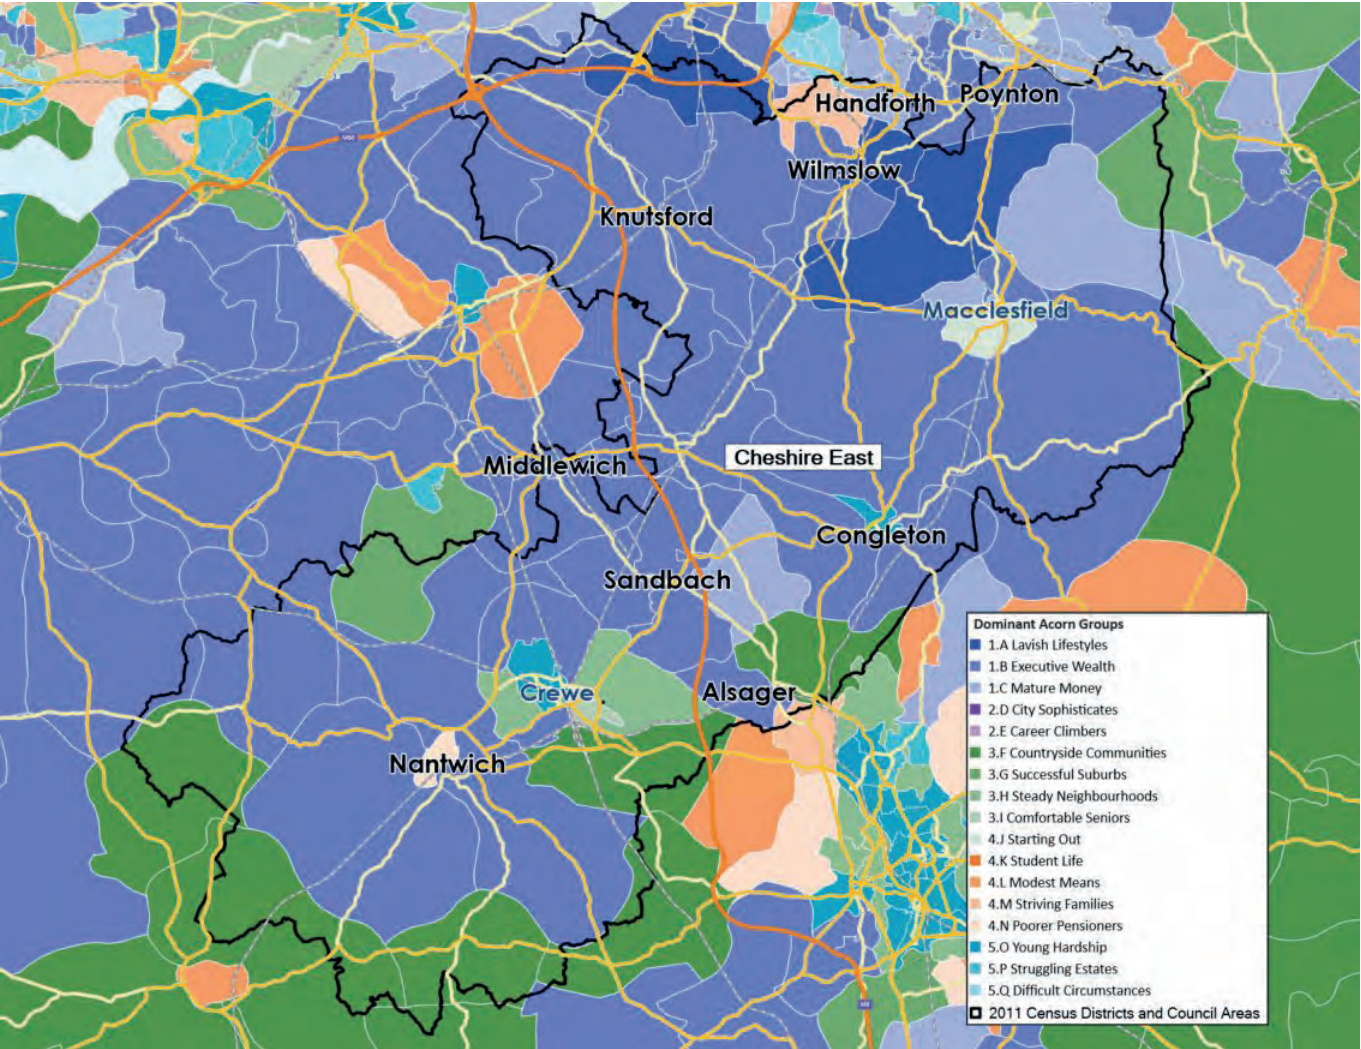 Handforth
Poynton
Wilmslow
Knutsford
Macclesfield
Cheshire East
Middlewich
Congleton
Sandbach
Crewe
Alsager
Nantwich
Dominant Acorn Groups
1.A Lavish Lifestyles
1.B Executive Wealth
1.C Mature Money
2.D City Sophisticates
2.E Career Climbers
3.F Countryside Communities
3.G Successful Suburbs
3.H Steady Neighbourhoods
3.I Comfortable Seniors
4.J Starting Out
4.K Student Life
4.L Modest Means
4.M Striving Families
4.N Poorer Pensioners
5.O Young Hardship
5.P Struggling Estates
5.Q Difficult Circumstances
2011 Census Districts and Council Areas